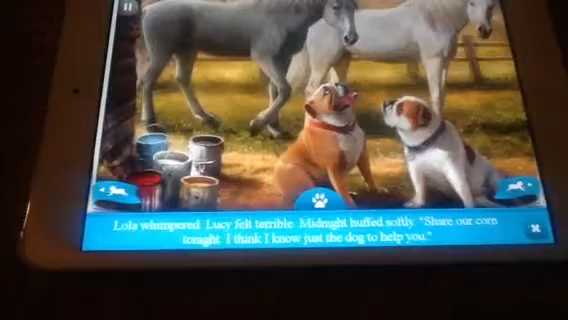 Lola whumpered. Lucy felt terrible. Midnight huffed softly. "Share our corn
tonight. I think I know just the dog to help you."